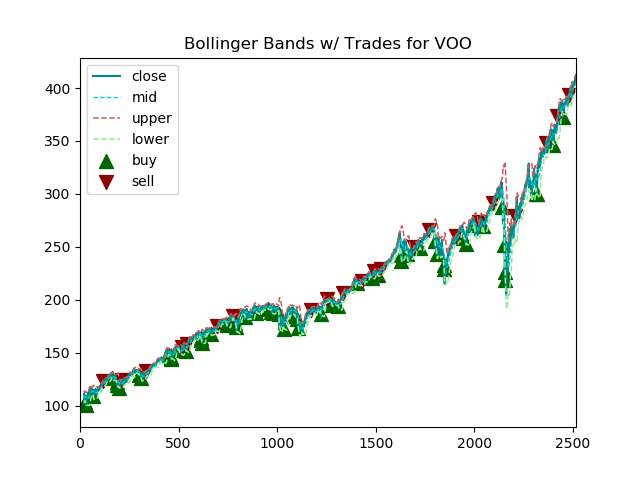 Bollinger Bands w/ Trades for VOO
close
mid
upper
lower
buy
sell
400
350
300
250
200
150
100
0 500 1000 1500 2000 2500